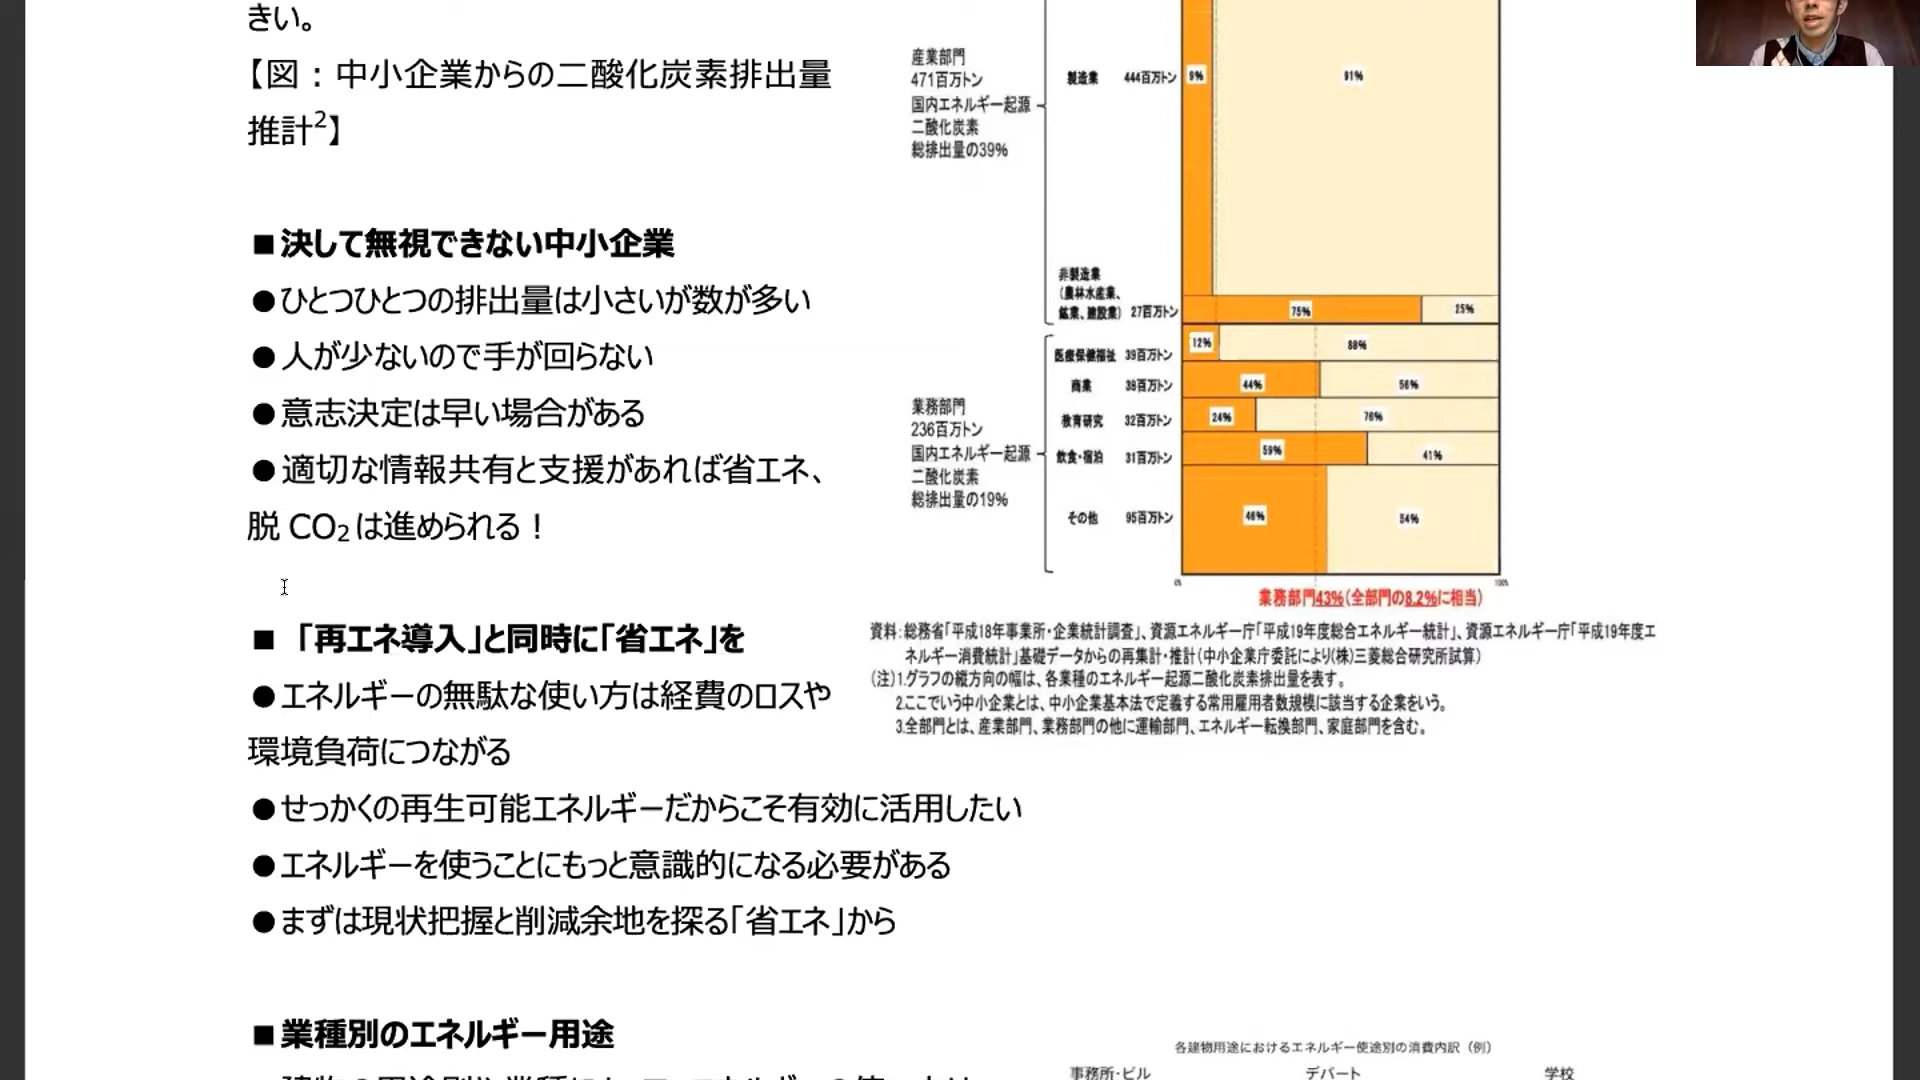 きい。
【図：中小企業からの二酸化炭素排出量
推計2】
■決して無視できない中小企業
●ひとつひとつの排出量は小さいが数が多い
●人が少ないので手が回らない
●意志決定は早い場合がある
●適切な情報共有と支援があれば省エネ、
脱 CO2 は進められる！
■ 「再エネ導入」と同時に「省エネ」を
●エネルギーの無駄な使い方は経費のロスや
環境負荷につながる
●せっかくの再生可能エネルギーだからこそ有効に活用したい
●エネルギーを使うことにもっと意識的になる必要がある
●まずは現状把握と削減余地を探る「省エネ」から
■業種別のエネルギー用途
産業部門
471百万トン
国内エネルギー起源
二酸化炭素
総排出量の39%
製造業 444百万トン 9% 91%
非製造業
(農林水産業、
鉱業、建設業) 27百万トン 75% 25%
業務部門
236百万トン
国内エネルギー起源
二酸化炭素
総排出量の19%
医療保健福祉 39百万トン 12% 88%
商業 38百万トン 44% 56%
教育研究 32百万トン 24% 76%
飲食・宿泊 31百万トン 59% 41%
その他 95百万トン 46% 54%
0% 100%
業務部門43%(全部門の8.2%に相当)
資料：総務省「平成18年事業所・企業統計調査」、資源エネルギー庁「平成19年度総合エネルギー統計」、資源エネルギー庁「平成19年度エ
ネルギー消費統計」基礎データからの再集計・推計(中小企業庁委託により(株)三菱総合研究所試算)
(注)1.グラフの縦方向の幅は、各業種のエネルギー起源二酸化炭素排出量を表す。
2.ここでいう中小企業とは、中小企業基本法で定義する常用雇用者数規模に該当する企業をいう。
3.全部門とは、産業部門、業務部門の他に運輸部門、エネルギー転換部門、家庭部門を含む。
各建物用途におけるエネルギー使途別の消費内訳（例）
事務所・ビル デパート 学校